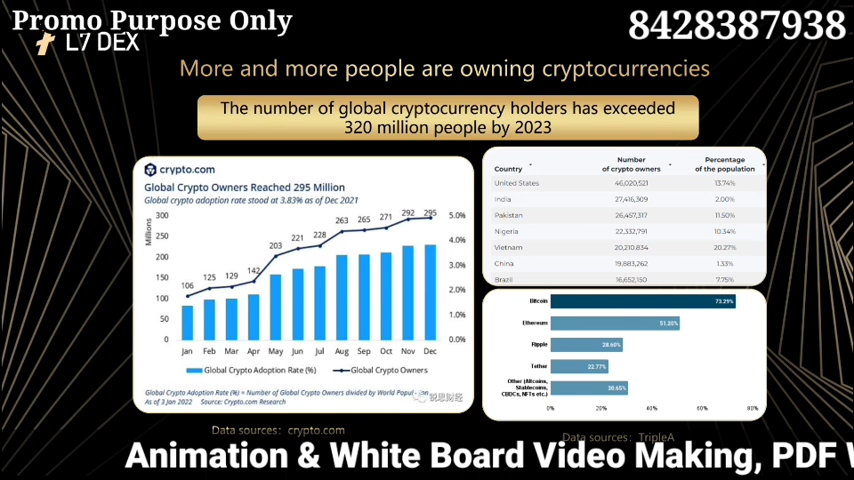 Promo Purpose Only
8428387938
L7 DEX
More and more people are owning cryptocurrencies
The number of global cryptocurrency holders has exceeded
320 million people by 2023
crypto.com
Global Crypto Owners Reached 295 Million
Global crypto adoption rate stood at 3.83% as of Dec 2021
Millions
300
250
200
150
100
50
0
5.0%
4.0%
3.0%
2.0%
1.0%
0.0%
106 125 129 142 203 221 228 263 265 271 292 295
Jan Feb Mar Apr May Jun Jul Aug Sep Oct Nov Dec
Global Crypto Adoption Rate (%) Global Crypto Owners
Global Crypto Adoption Rate (%) = Number of Global Crypto Owners divided by World
As of 3 Jan 2022 Source: Crypto.com Research
锐思财经
Data sources: crypto.com
Country Number of crypto owners Percentage of the population
United States 46,020,521 13.74%
India 27,416,309 2.00%
Pakistan 26,457,317 11.50%
Nigeria 22,332,791 10.34%
Vietnam 20,210,834 20.27%
China 19,883,262 1.33%
Brazil 16,652,150 7.75%
Bitcoin 73.29%
Ethereum 51.20%
Ripple 28.60%
Tether 22.77%
Other (Altcoins,
Stablecoins,
CBDCs, NFTs etc.)
30.65%
0% 20% 40% 60% 80%
Data sources: TripleA
Animation & White Board Video Making, PDF